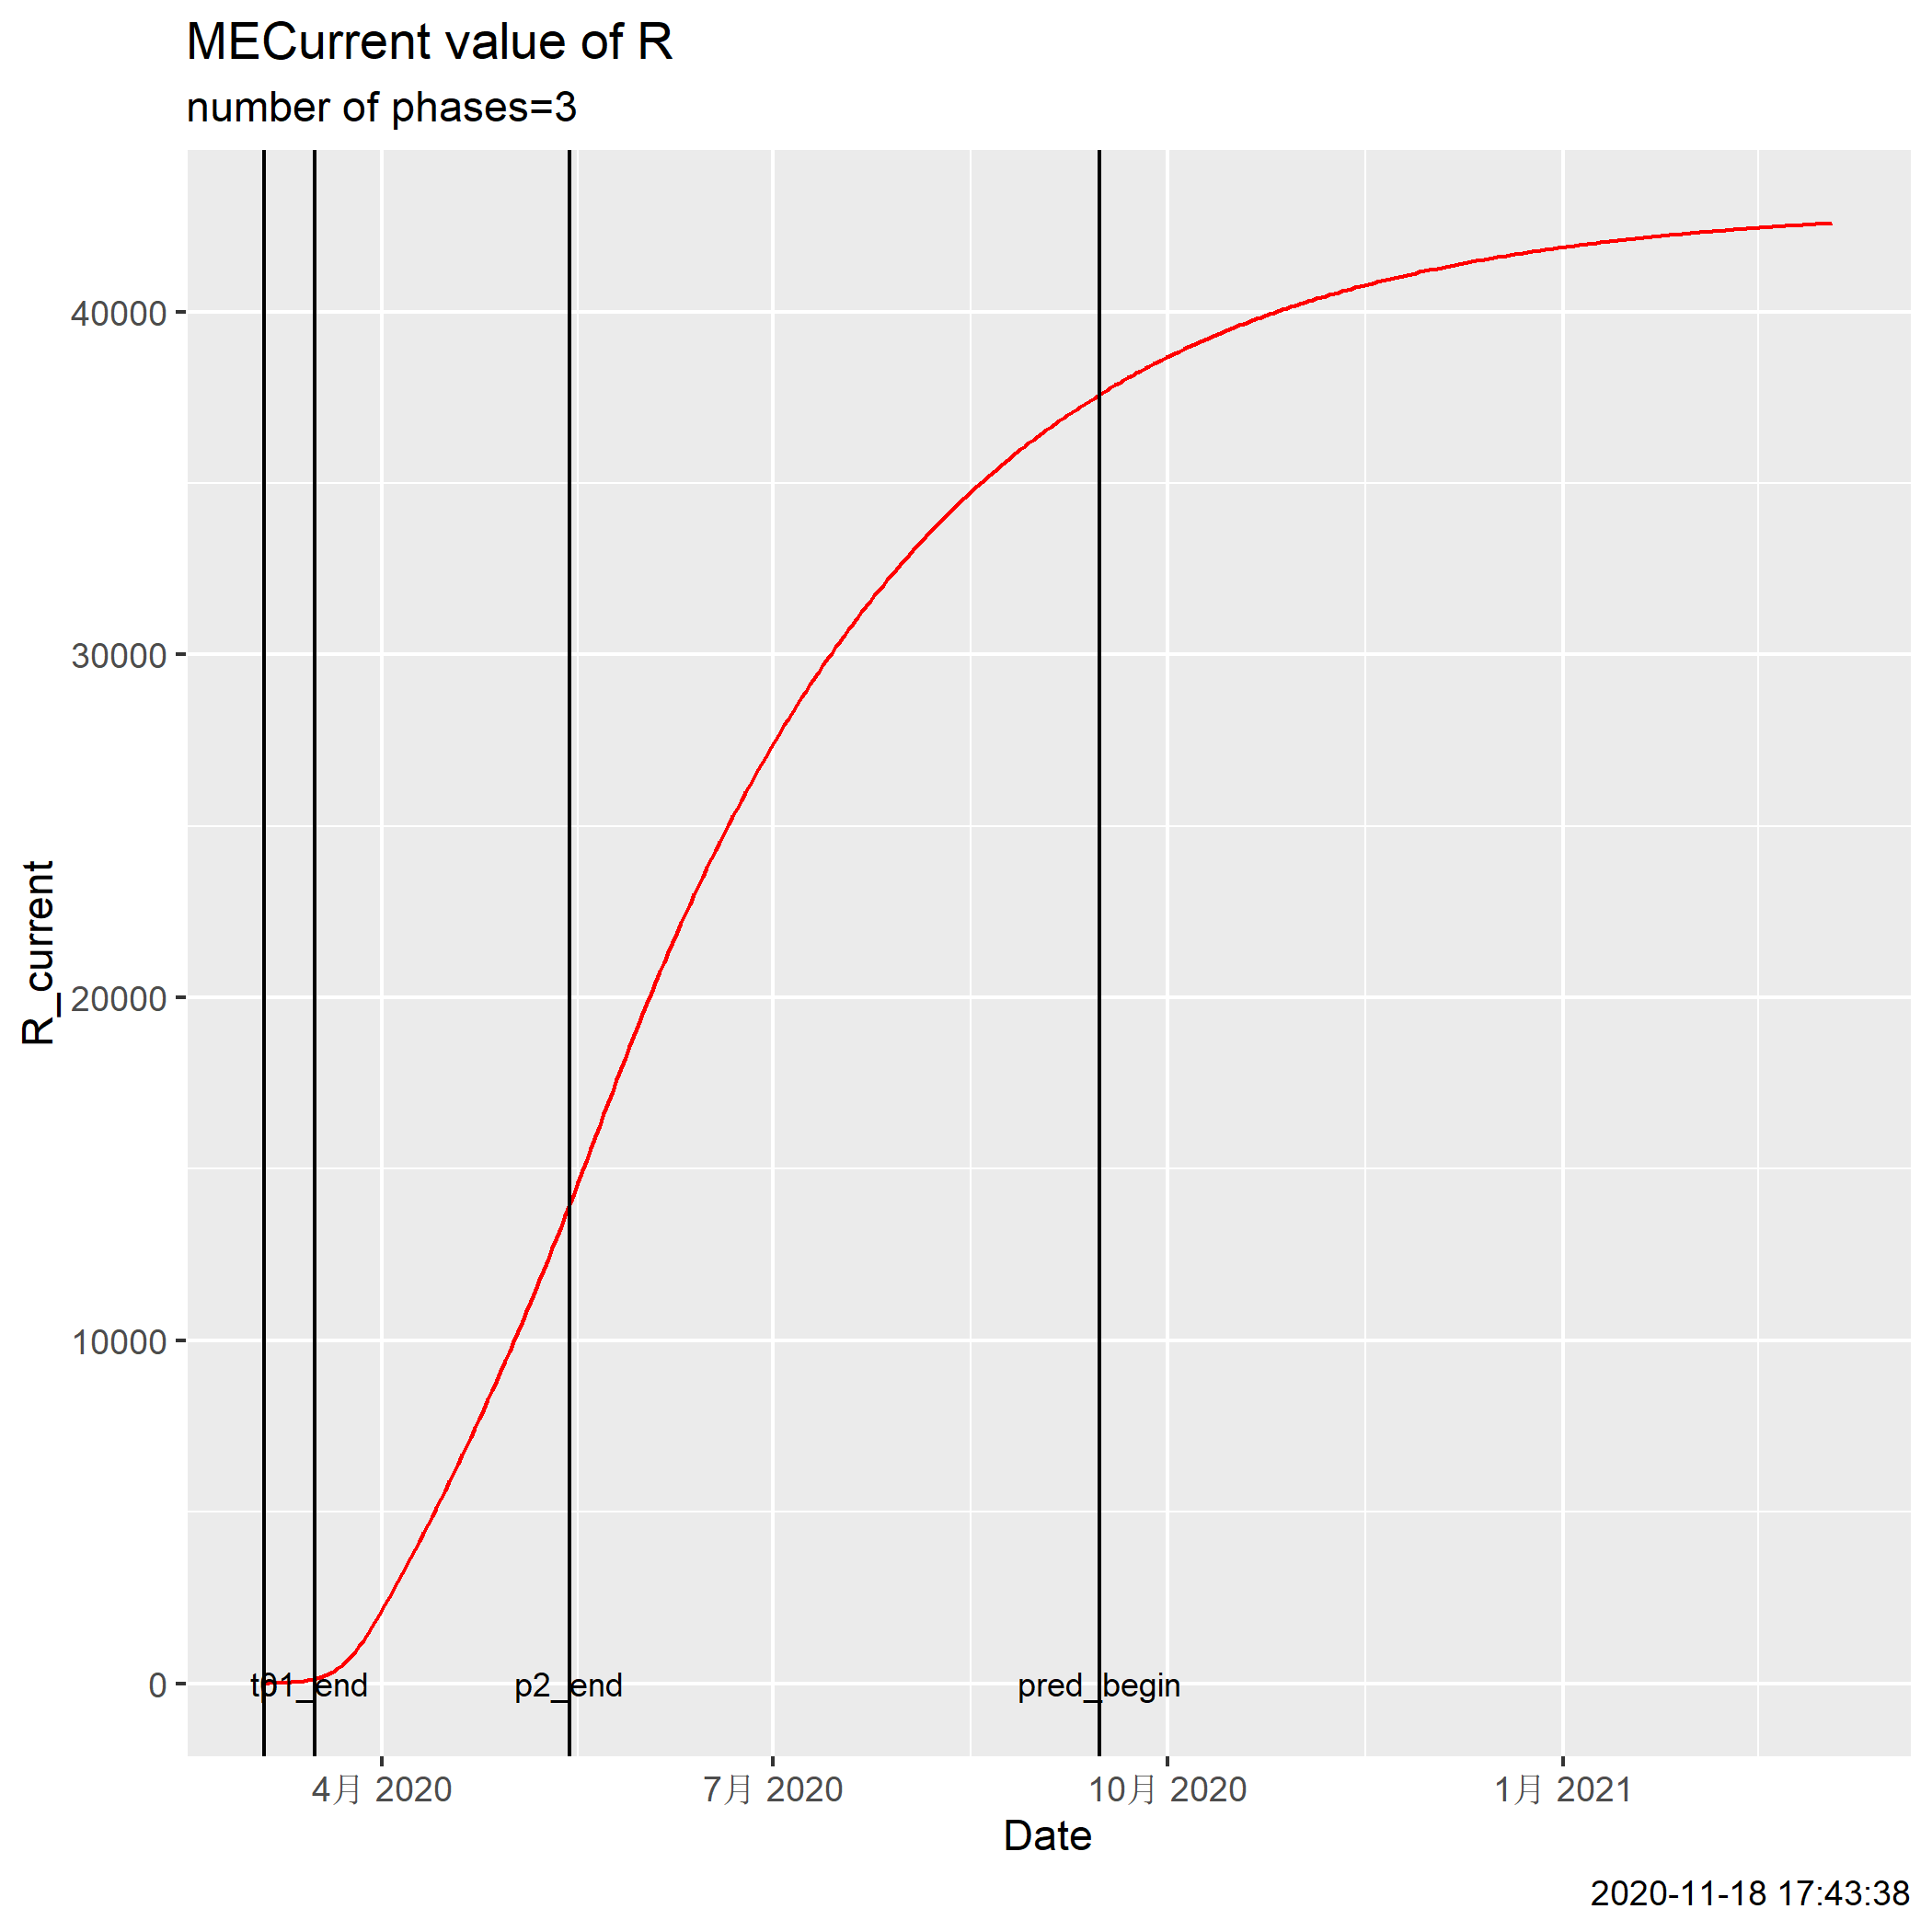 MECurrent value of R
number of phases=3
R_current
40000
30000
20000
10000
0
p1_end
p2_end
pred_begin
4月 2020
7月 2020
10月 2020
1月 2021
Date
2020-11-18 17:43:38